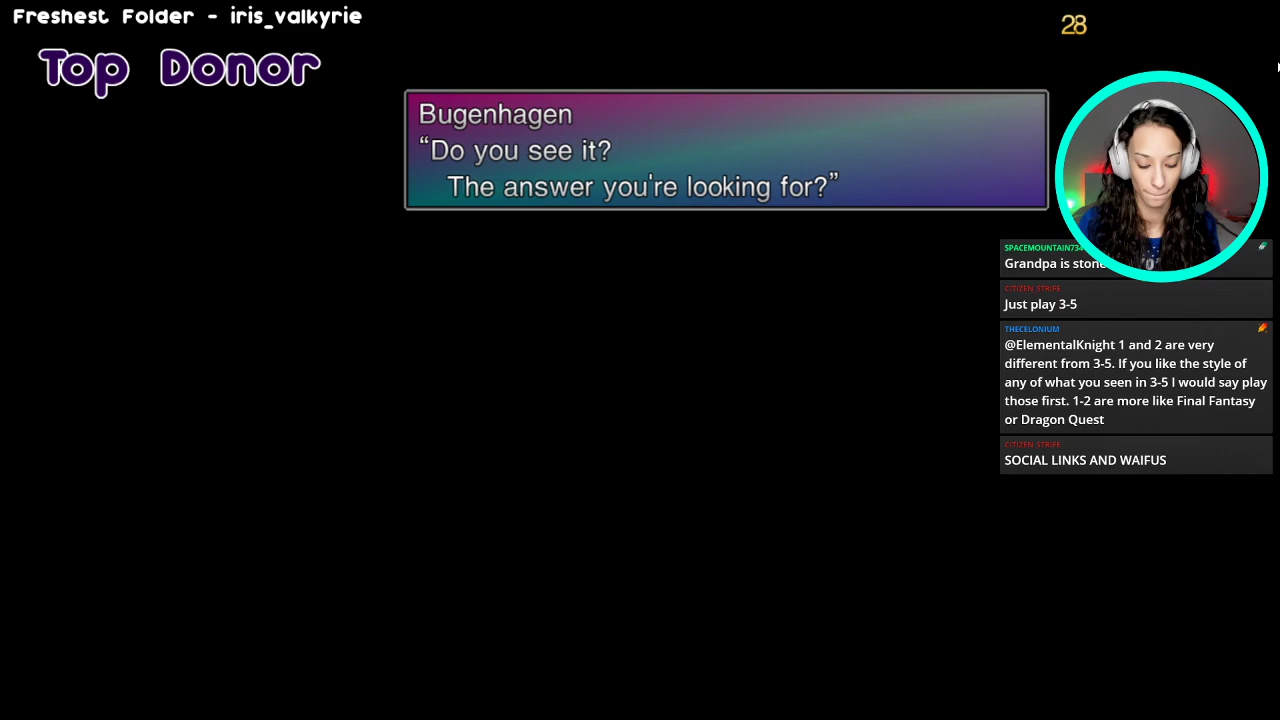 Freshest Folder - iris_valkyrie
28
Top Donor
Bugenhagen
“Do you see it?
The answer you're looking for?”
SPACEMOUNTAIN734
Grandpa is stone
CITIZEN STRIFE
Just play 3-5
THECELONIUM
@ElementalKnight 1 and 2 are very
different from 3-5. If you like the style of
any of what you seen in 3-5 I would say play
those first. 1-2 are more like Final Fantasy
or Dragon Quest
CITIZEN STRIFE
SOCIAL LINKS AND WAIFUS